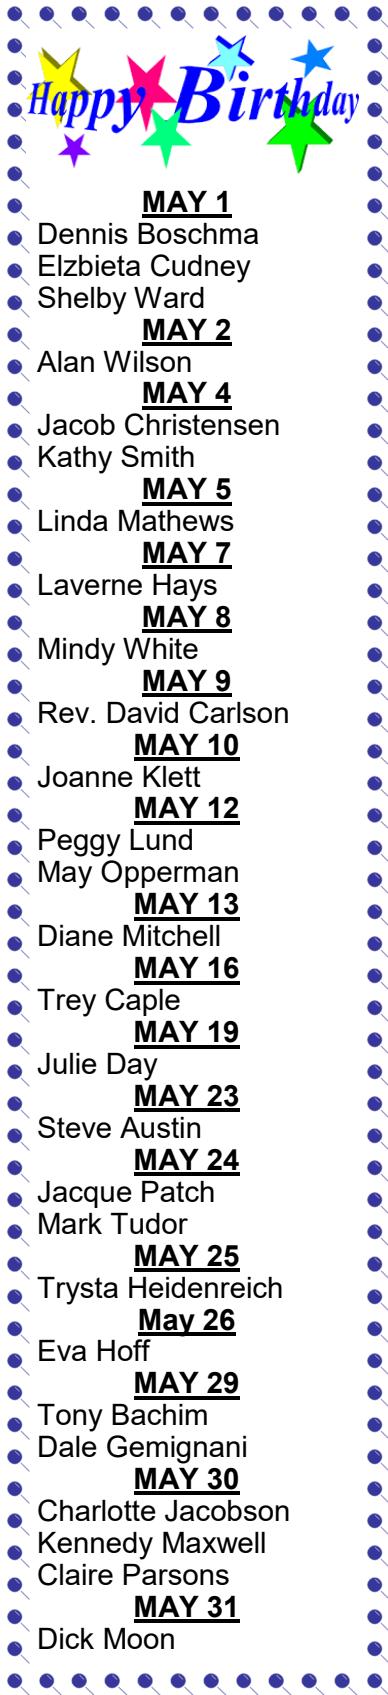 Happy Birthday
MAY 1
Dennis Boschma
Elzbieta Cudney
Shelby Ward
MAY 2
Alan Wilson
MAY 4
Jacob Christensen
Kathy Smith
MAY 5
Linda Mathews
MAY 7
Laverne Hays
MAY 8
Mindy White
MAY 9
Rev. David Carlson
MAY 10
Joanne Klett
MAY 12
Peggy Lund
May Opperman
MAY 13
Diane Mitchell
MAY 16
Trey Caple
MAY 19
Julie Day
MAY 23
Steve Austin
MAY 24
Jacque Patch
Mark Tudor
MAY 25
Trysta Heidenreich
May 26
Eva Hoff
MAY 29
Tony Bachim
Dale Gemignani
MAY 30
Charlotte Jacobson
Kennedy Maxwell
Claire Parsons
MAY 31
Dick Moon